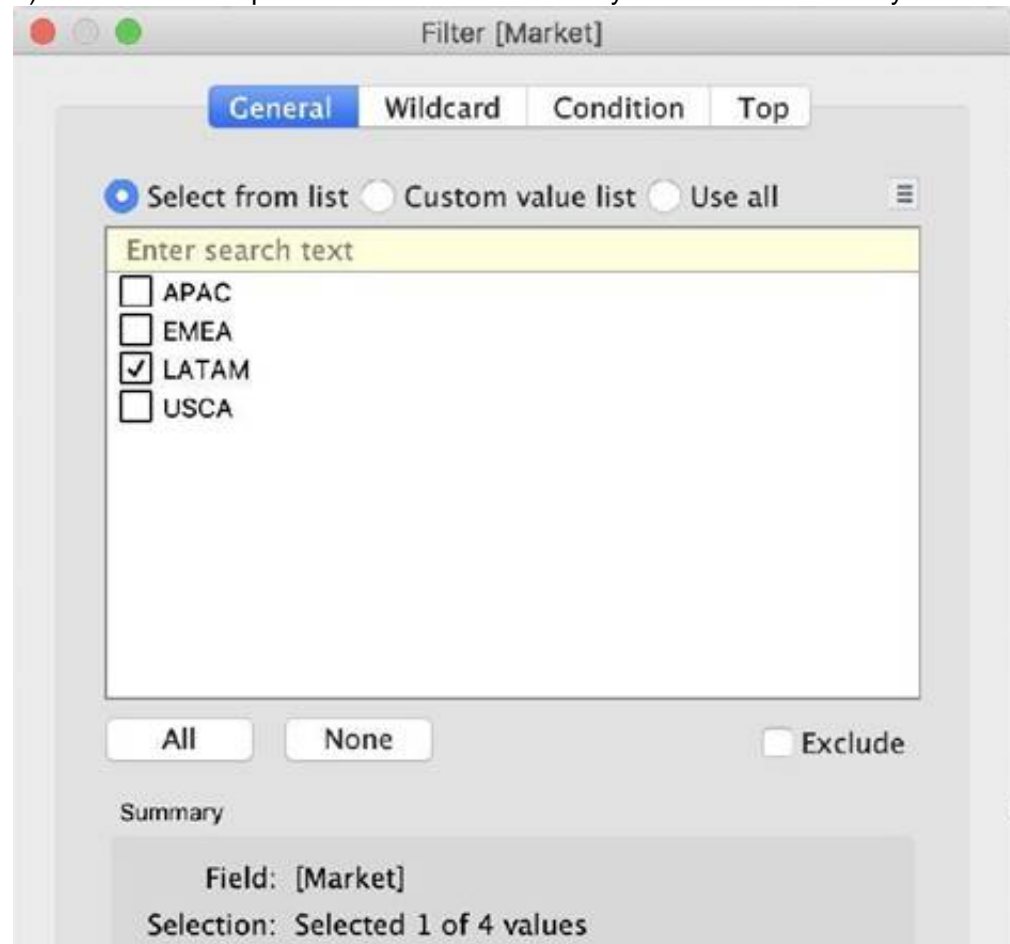 Filter [Market]
General Wildcard Condition Top
Select from list Custom value list Use all
Enter search text
APAC
EMEA
LATAM
USCA
All None Exclude
Summary
Field: [Market]
Selection: Selected 1 of 4 values